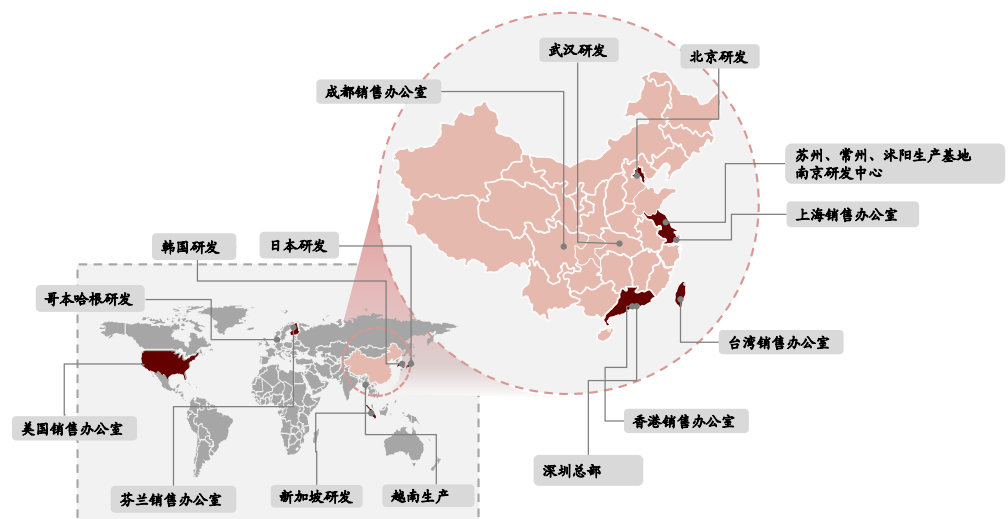 武汉研发
北京研发
成都销售办公室
苏州、常州、沭阳生产基地
南京研发中心
上海销售办公室
韩国研发
日本研发
哥本哈根研发
台湾销售办公室
美国销售办公室
香港销售办公室
深圳总部
芬兰销售办公室
新加坡研发
越南生产